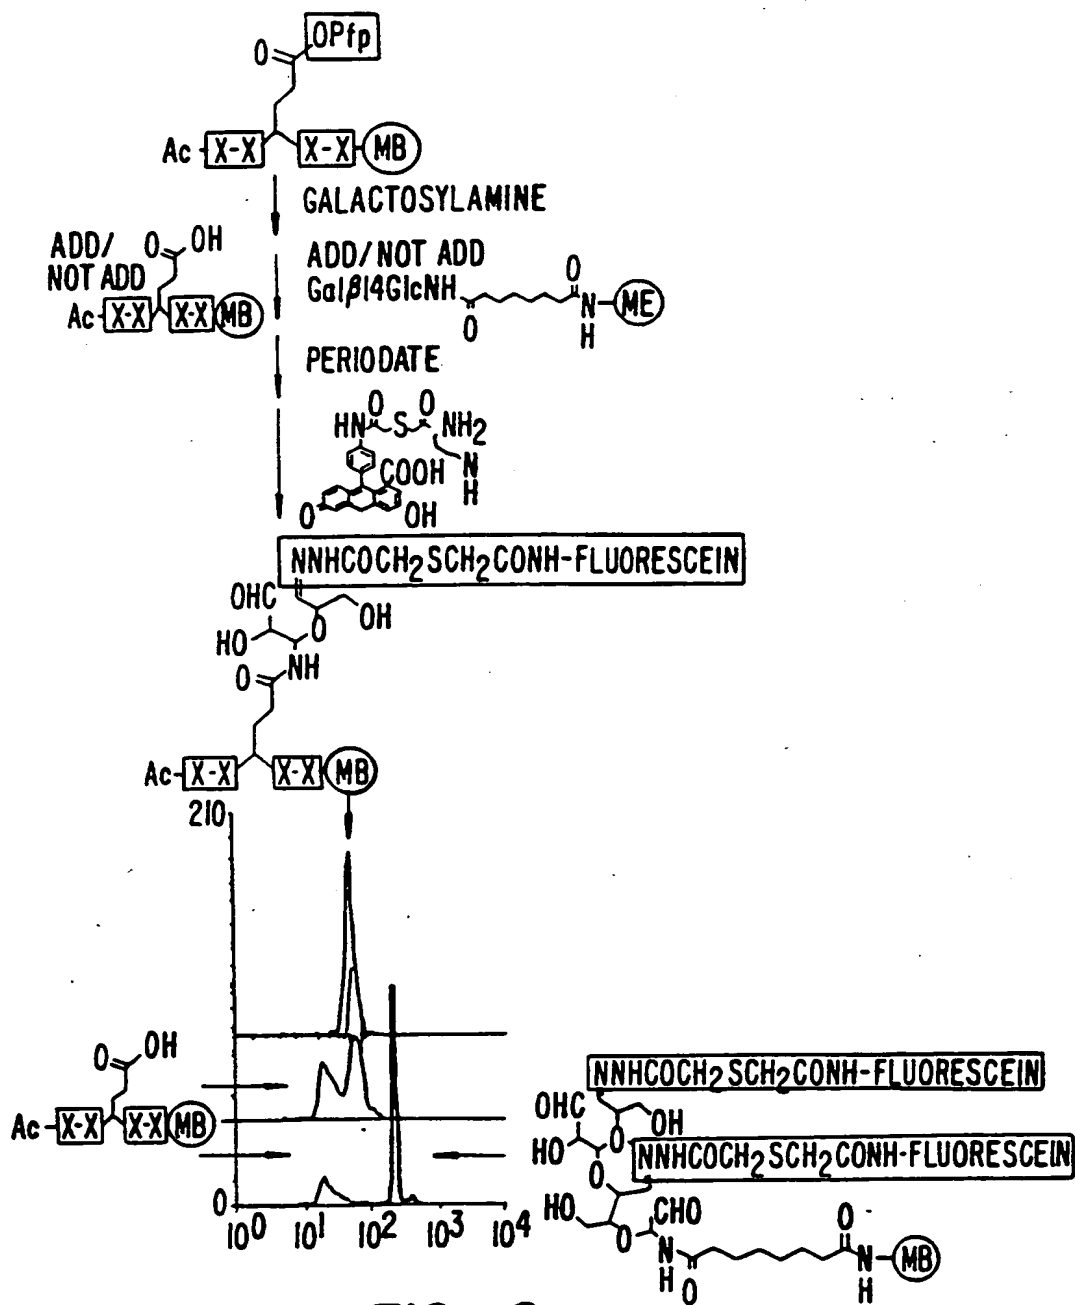 O OPfp
Ac X-X X-X MB
GALACTOSYLAMINE
ADD/
NOT ADD
O OH
Ac X-X X-X MB
ADD/NOT ADD
Galβ14GlcNH O O N H ME
PERIODATE
HN O S O NH2
N H
COOH
O OH
NNHCOCH2SCH2CONH-FLUORESCEIN
OHC
HO O OH
O NH
Ac X-X X-X MB
210
O OH
Ac X-X X-X MB
0
10^0 10^1 10^2 10^3 10^4
NNHCOCH2SCH2CONH-FLUORESCEIN
OHC
HO O OH
NNHCOCH2SCH2CONH-FLUORESCEIN
O
HO O CHO
N H O O N H MB